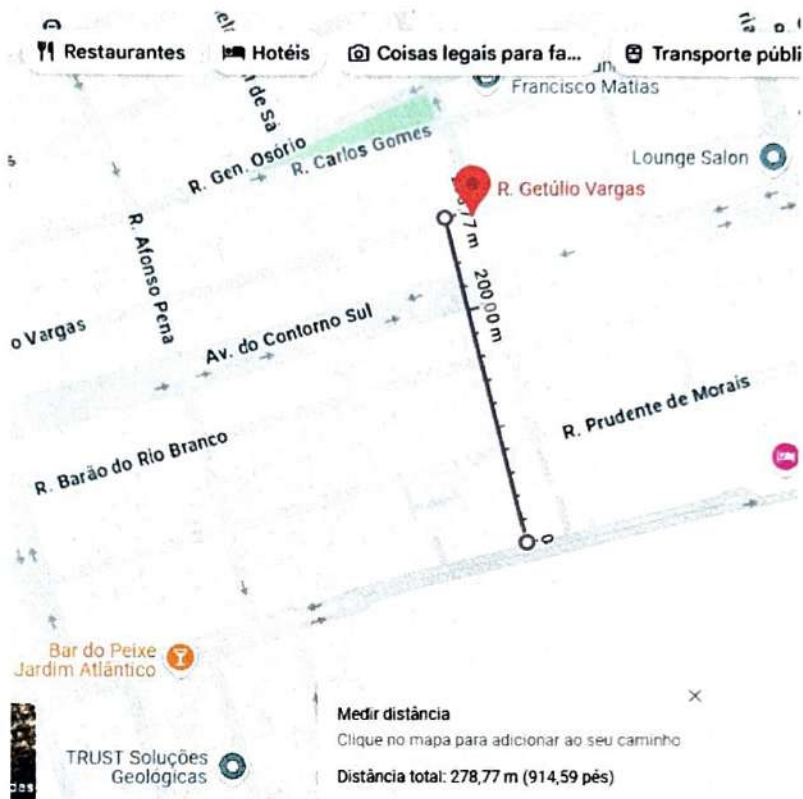 Restaurantes
Hotéis
Coisas legais para fa...
Transporte públi
de Sá
Francisco Matias
R. Gen. Osório
R. Carlos Gomes
Lounge Salon
R. Getúlio Vargas
R. Afonso Pena
200,00 m
o Vargas
Av. do Contorno Sul
R. Prudente de Morais
R. Barão do Rio Branco
0
Bar do Peixe
Jardim Atlântico
TRUST Soluções
Geológicas
Medir distância
Clique no mapa para adicionar ao seu caminho
Distância total: 278,77 m (914,59 pés)